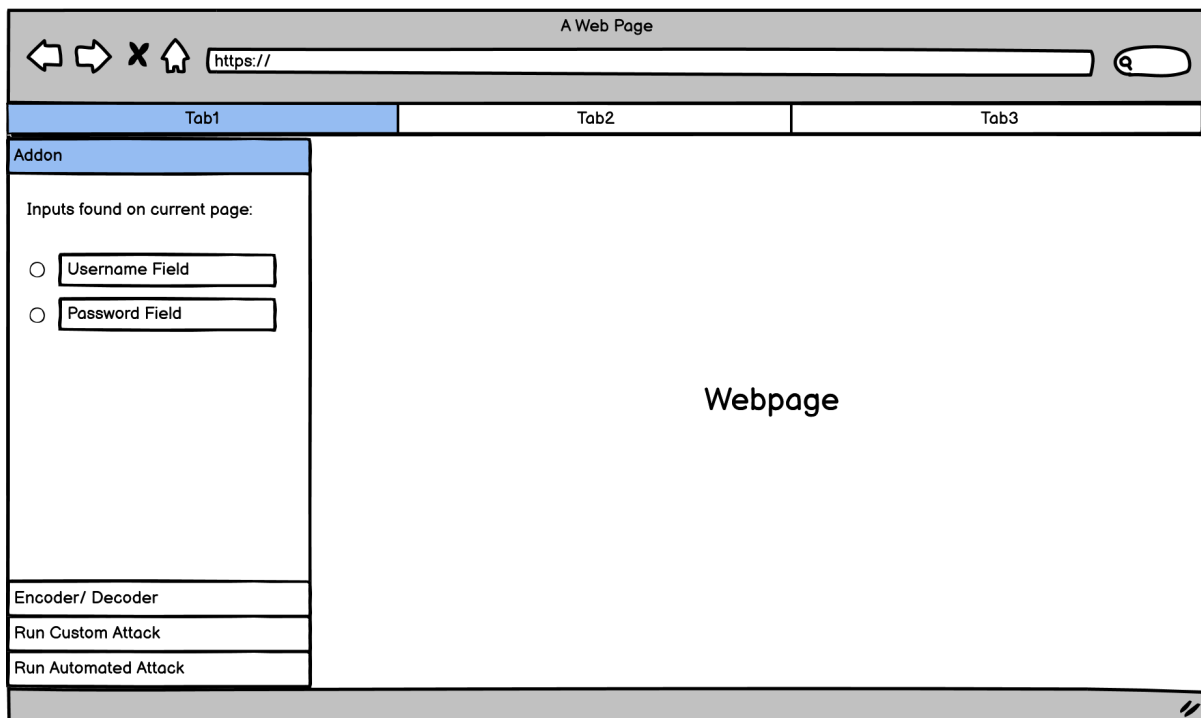 A Web Page
https://
Tab1
Tab2
Tab3
Addon
Inputs found on current page:
Username Field
Password Field
Webpage
Encoder/ Decoder
Run Custom Attack
Run Automated Attack